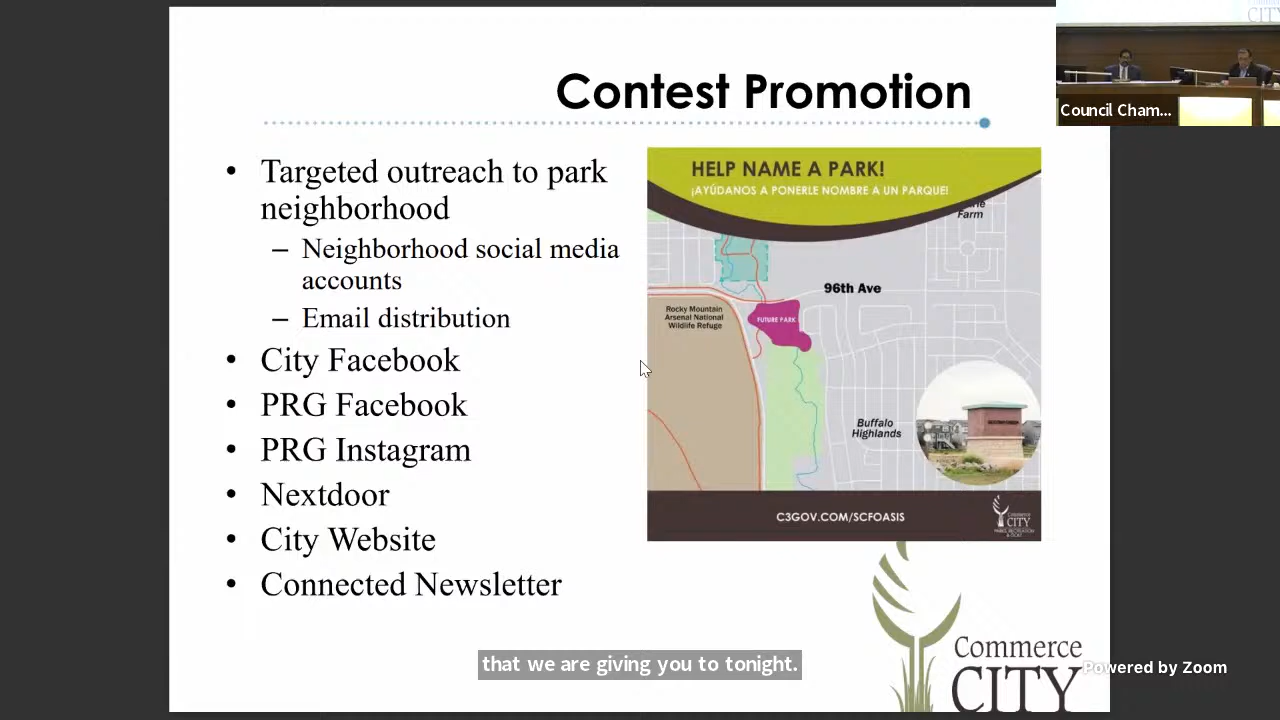 Contest Promotion
Council Cham...
• Targeted outreach to park
neighborhood
– Neighborhood social media
accounts
– Email distribution
• City Facebook
• PRG Facebook
• PRG Instagram
• Nextdoor
• City Website
• Connected Newsletter
HELP NAME A PARK!
¡AYÚDANOS A PONERLE NOMBRE A UN PARQUE!
Farm
96th Ave
Rocky Mountain
Arsenal National
Wildlife Refuge
FUTURE PARK
Buffalo
Highlands
C3GOV.COM/SCFOASIS
Commerce
CITY
that we are giving you to tonight.
Commerce
CITY
Powered by Zoom